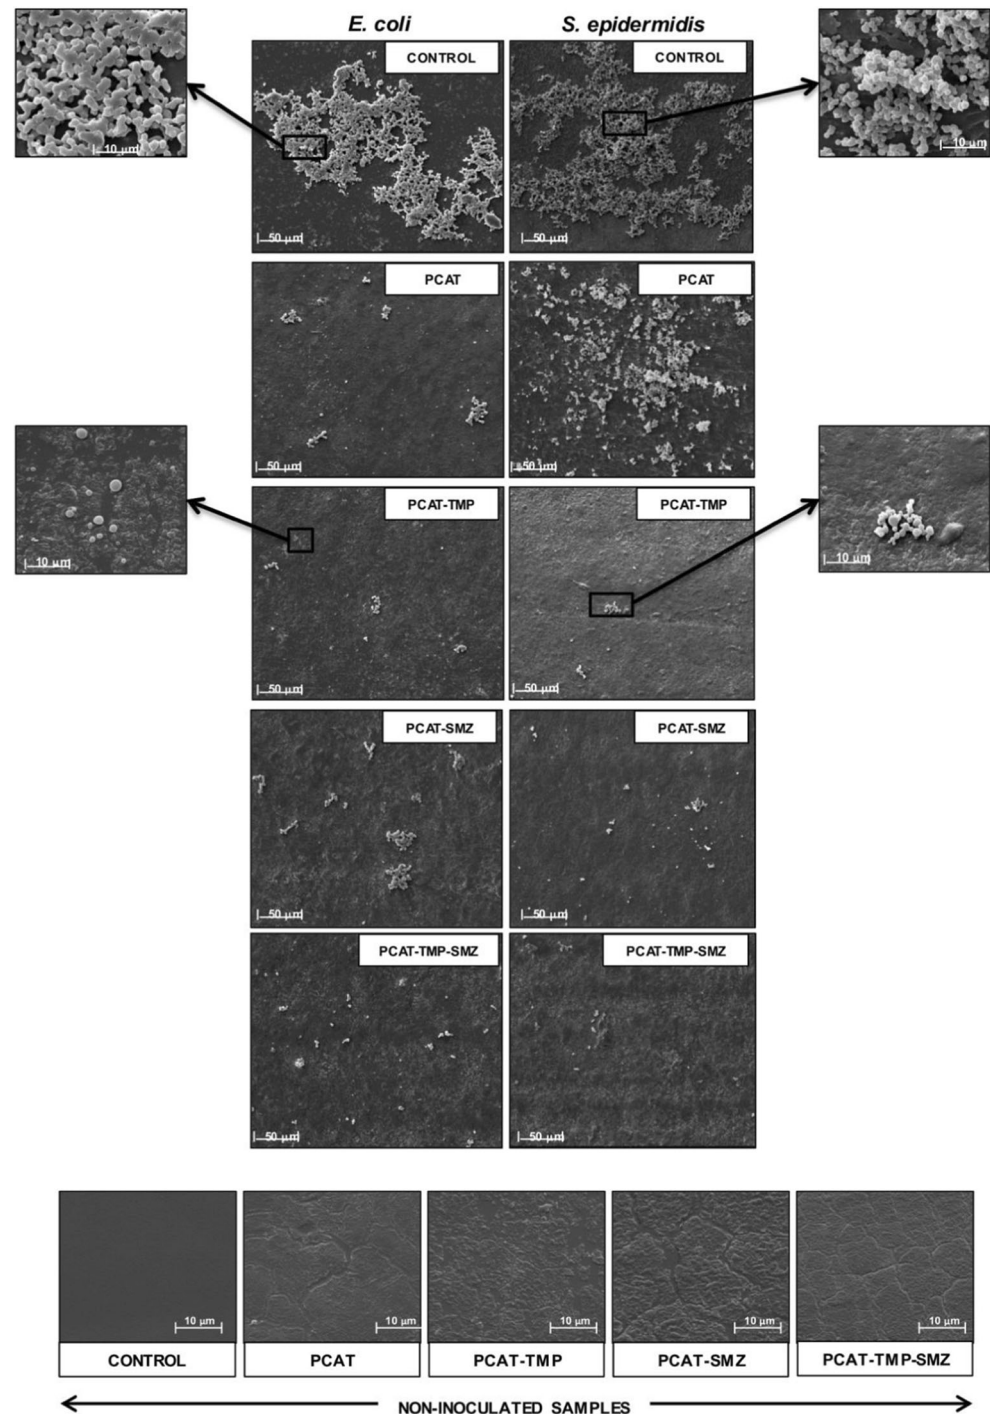 E. coli
S. epidermidis
CONTROL
CONTROL
10 μm
10 μm
50 μm
50 μm
PCAT
PCAT
50 μm
50 μm
PCAT-TMP
PCAT-TMP
10 μm
10 μm
50 μm
50 μm
PCAT-SMZ
PCAT-SMZ
50 μm
50 μm
PCAT-TMP-SMZ
PCAT-TMP-SMZ
50 μm
50 μm
10 μm
10 μm
10 μm
10 μm
10 μm
CONTROL
PCAT
PCAT-TMP
PCAT-SMZ
PCAT-TMP-SMZ
NON-INOCULATED SAMPLES